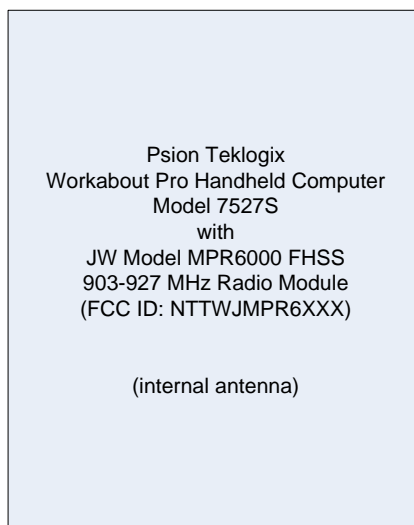 Psion Teklogix
Workabout Pro Handheld Computer
Model 7527S
with
JW Model MPR6000 FHSS
903-927 MHz Radio Module
(FCC ID: NTTWJMPR6XXX)
(internal antenna)